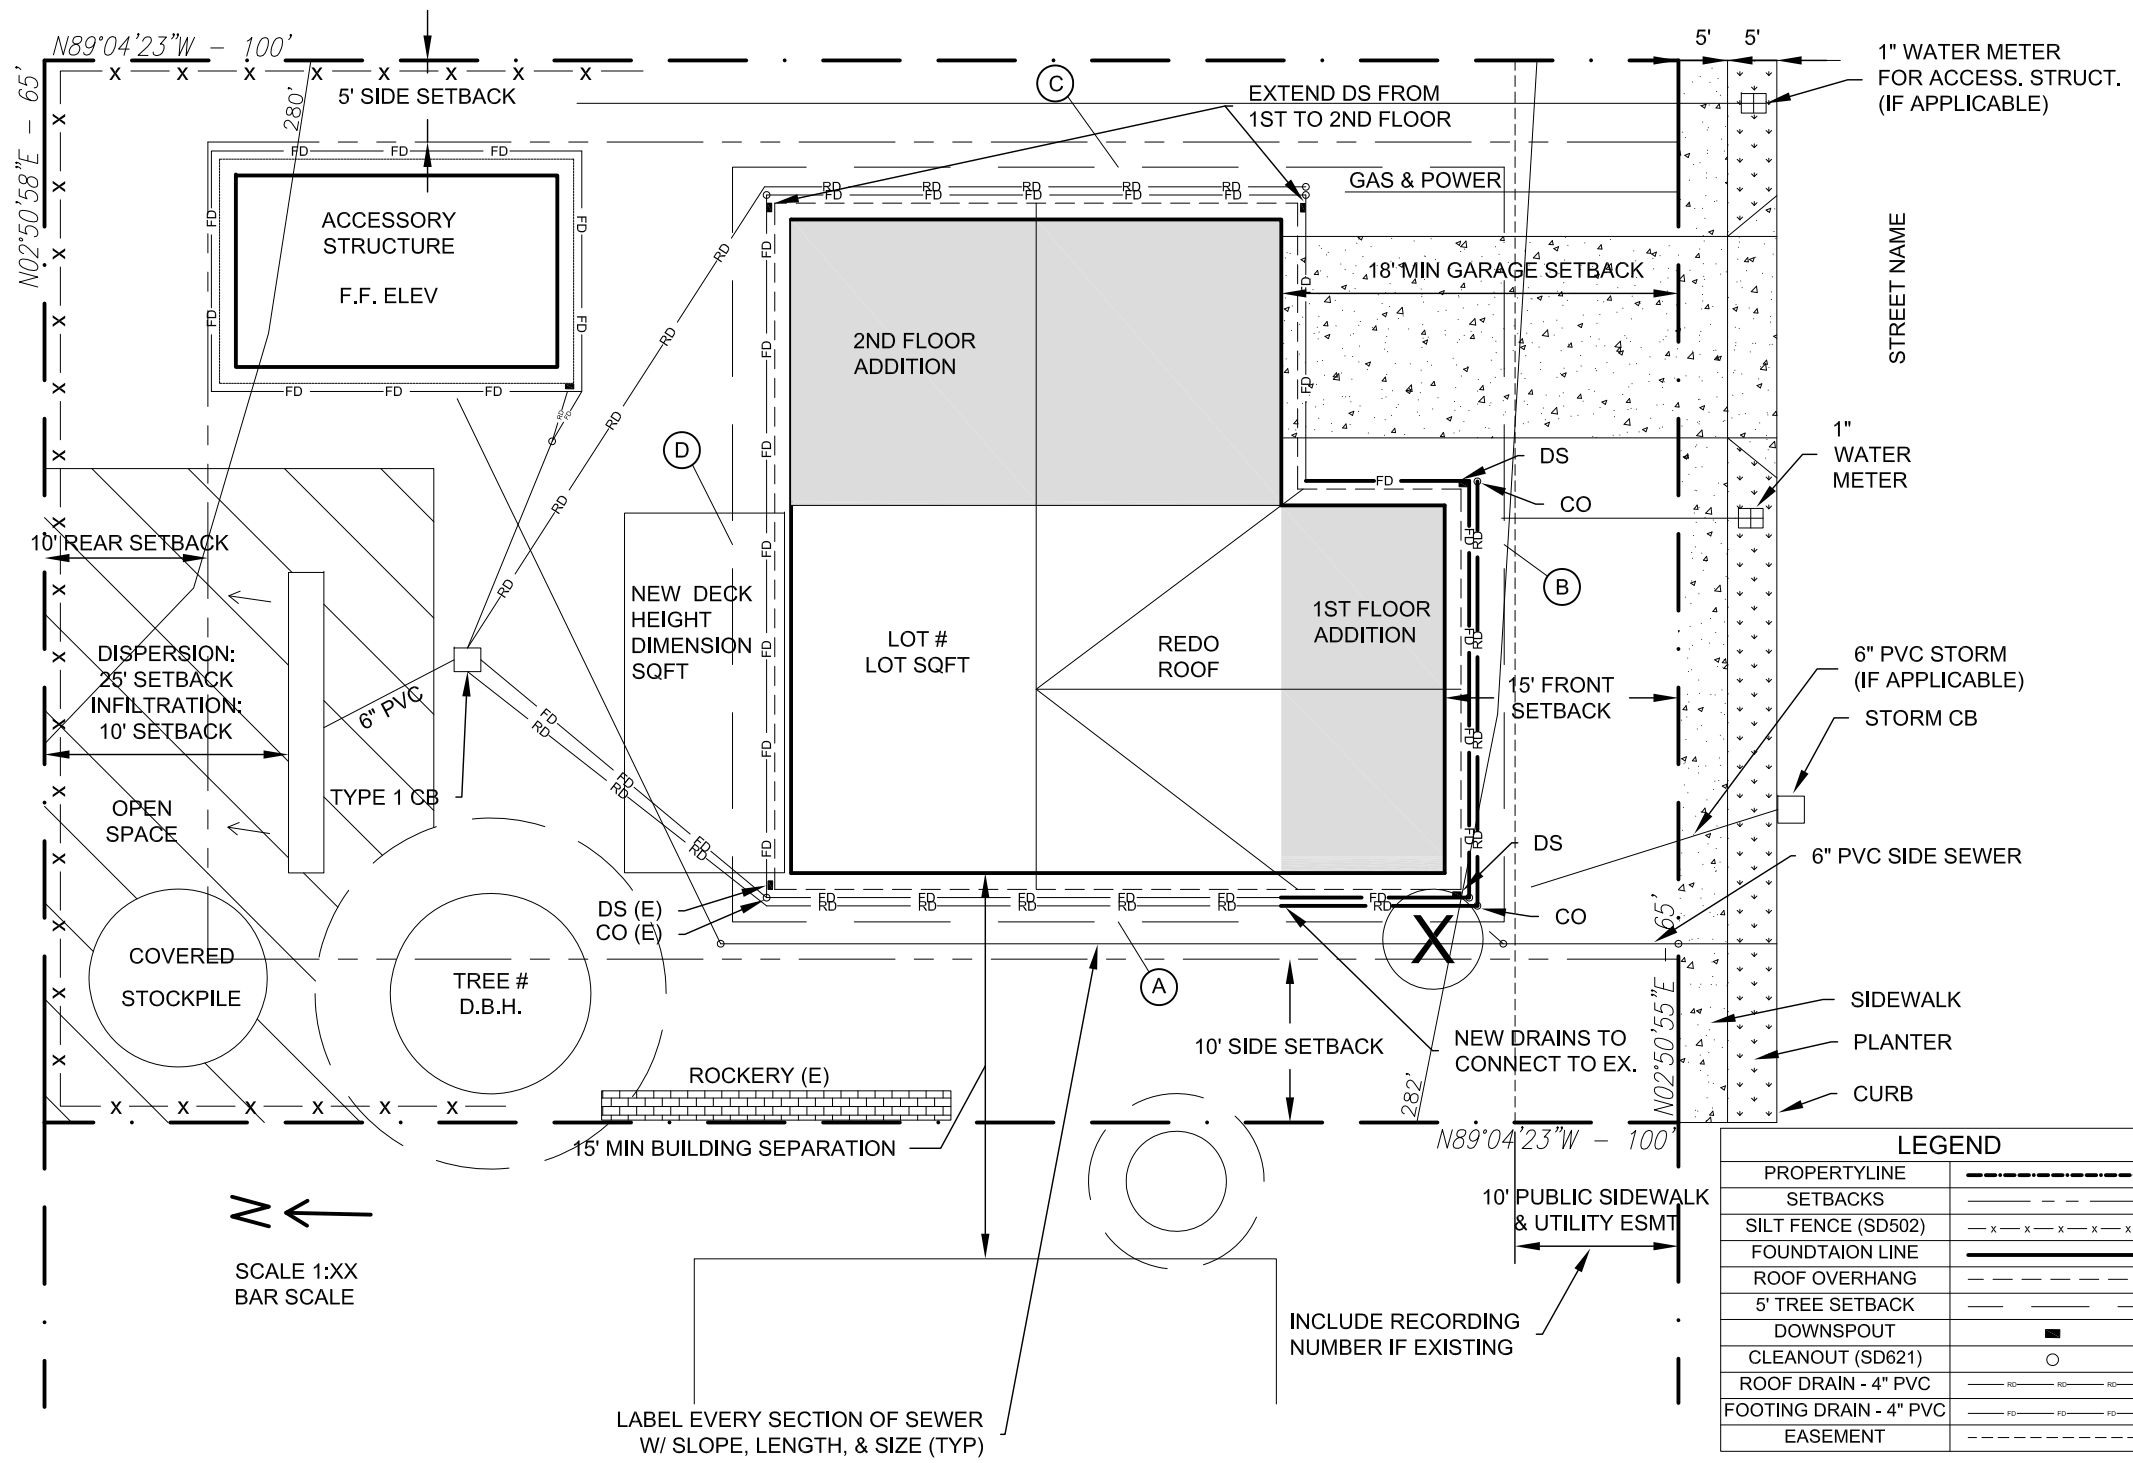 N89°04'23"W - 100'
N02°50'58"E - 65'
5' SIDE SETBACK
280'
C
EXTEND DS FROM
1ST TO 2ND FLOOR
5' 5'
1" WATER METER
FOR ACCESS. STRUCT.
(IF APPLICABLE)
GAS & POWER
STREET NAME
ACCESSORY
STRUCTURE
F.F. ELEV
18' MIN GARAGE SETBACK
2ND FLOOR
ADDITION
D
DS
CO
1"
WATER
METER
10' REAR SETBACK
NEW DECK
HEIGHT
DIMENSION
SQFT
LOT #
LOT SQFT
REDO
ROOF
1ST FLOOR
ADDITION
B
DISPERSION:
25' SETBACK
INFILTRATION:
10' SETBACK
6" PVC
TYPE 1 CB
15' FRONT
SETBACK
6" PVC STORM
(IF APPLICABLE)
STORM CB
OPEN
SPACE
DS
6" PVC SIDE SEWER
DS (E)
CO (E)
CO
X
COVERED
STOCKPILE
TREE #
D.B.H.
A
N02°50'55"E - 65'
SIDEWALK
PLANTER
CURB
10' SIDE SETBACK
NEW DRAINS TO
CONNECT TO EX.
282'
ROCKERY (E)
15' MIN BUILDING SEPARATION
N89°04'23"W - 100'
N
SCALE 1:XX
BAR SCALE
10' PUBLIC SIDEWALK
& UTILITY ESMT
INCLUDE RECORDING
NUMBER IF EXISTING
LABEL EVERY SECTION OF SEWER
W/ SLOPE, LENGTH, & SIZE (TYP)
LEGEND
PROPERTYLINE
SETBACKS
SILT FENCE (SD502) x x x x x
FOUNDTAION LINE
ROOF OVERHANG
5' TREE SETBACK
DOWNSPOUT
CLEANOUT (SD621)
ROOF DRAIN - 4" PVC RD RD RD
FOOTING DRAIN - 4" PVC FD FD FD
EASEMENT